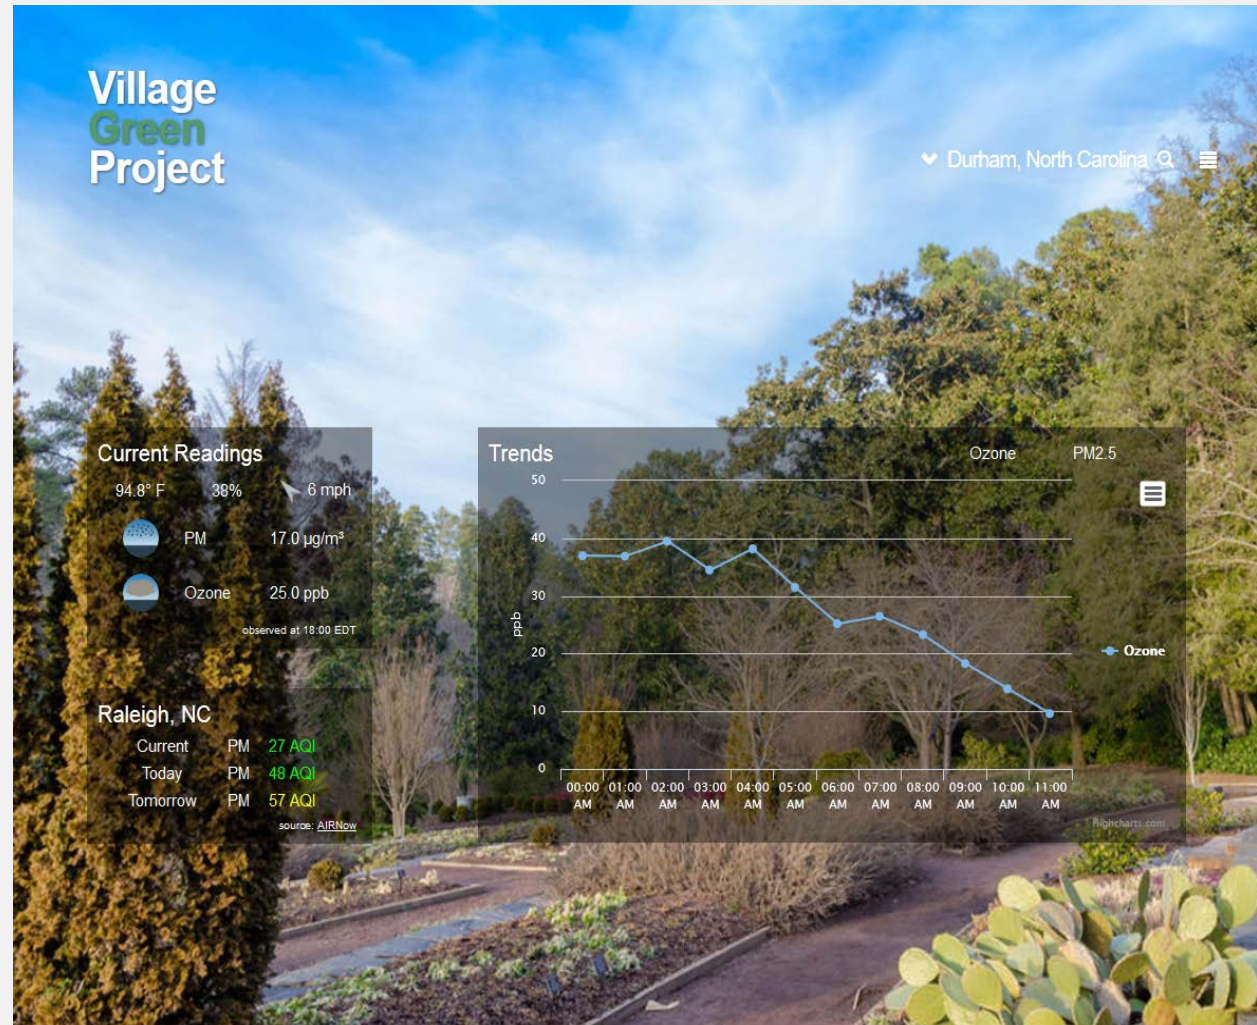 Village
Green
Project
Durham, North Carolina
Current Readings
94.8° F 38% 6 mph
PM 17.0 µg/m³
Ozone 25.0 ppb
observed at 18:00 EDT
Raleigh, NC
Current PM 27 AQI
Today PM 48 AQI
Tomorrow PM 57 AQI
source: AIRNow
Trends Ozone PM2.5
50
40
30
20
10
0
ppb
Ozone
00:00 AM 01:00 AM 02:00 AM 03:00 AM 04:00 AM 05:00 AM 06:00 AM 07:00 AM 08:00 AM 09:00 AM 10:00 AM 11:00 AM
Highcharts.com